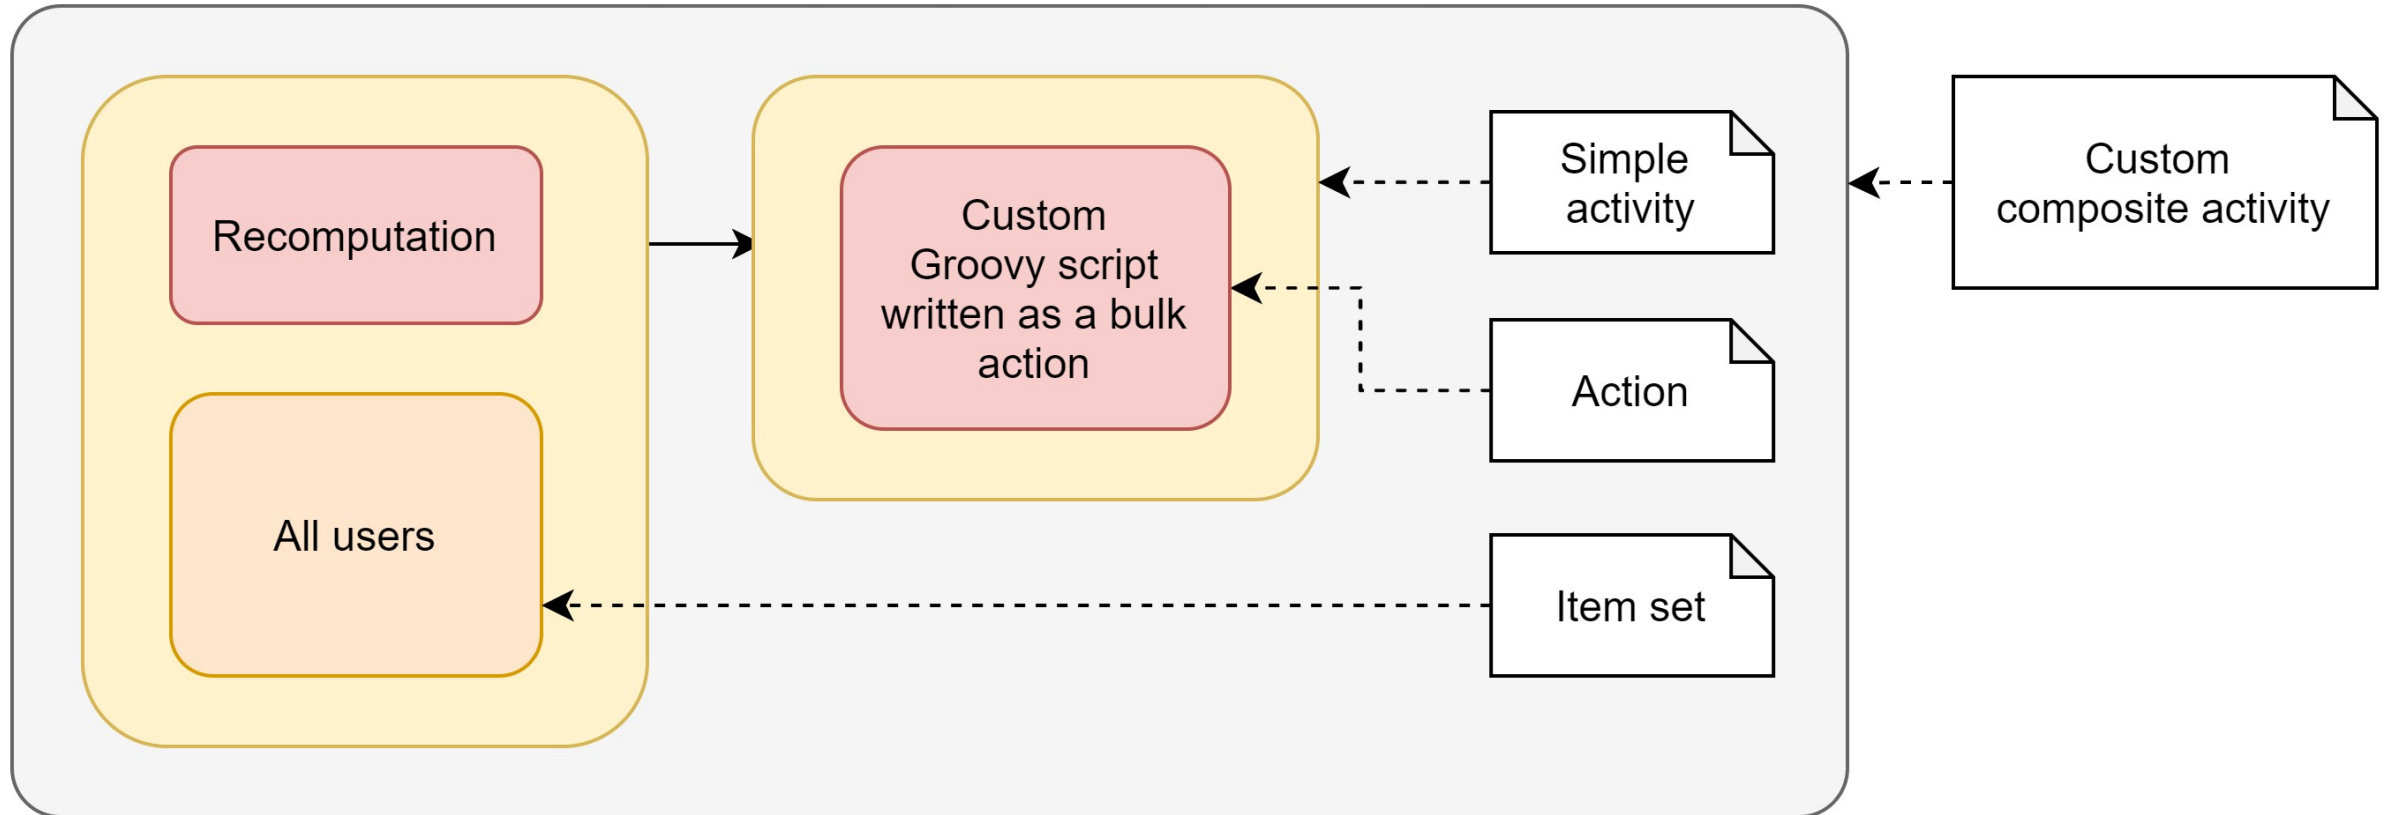 Recomputation
All users
Custom
Groovy script
written as a bulk
action
Simple
activity
Action
Item set
Custom
composite activity